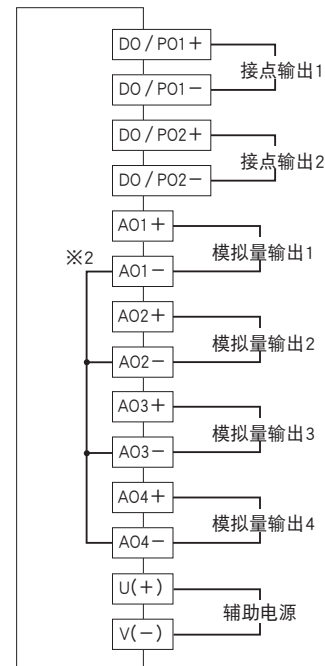 DO / PO1+
接点输出1
DO / PO1-
DO / PO2+
接点输出2
DO / PO2-
AO1+
模拟量输出1
※2
AO1-
AO2+
模拟量输出2
AO2-
AO3+
模拟量输出3
AO3-
AO4+
模拟量输出4
AO4-
U(+)
辅助电源
V(-)